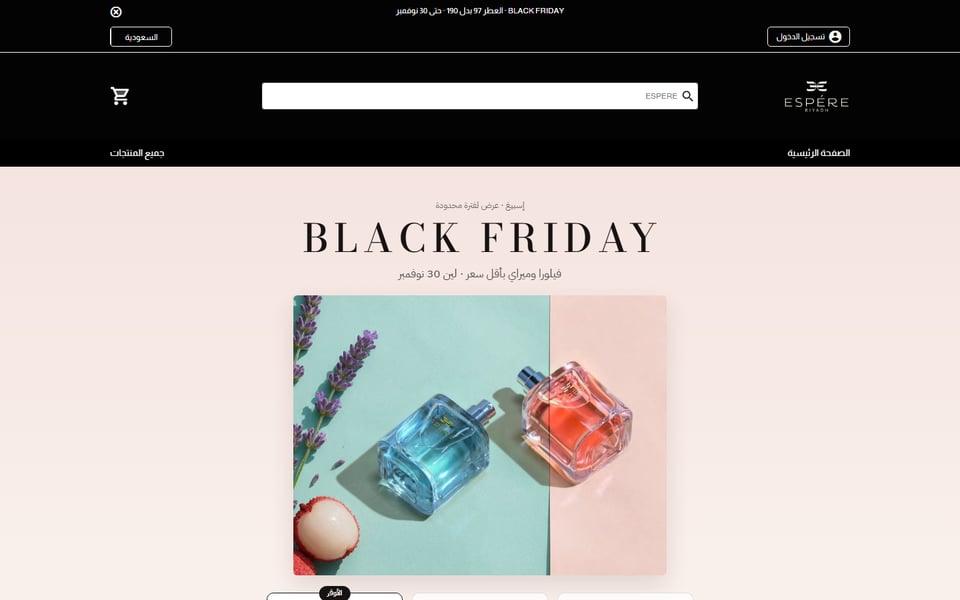 BLACK FRIDAY - العطر 97 بدل 190 - حتى 30 نوفمبر
تسجيل الدخول
السعودية
ESPÉRE
RIYADH
ESPERE
الصفحة الرئيسية
جميع المنتجات
إسبيغ · عرض لفترة محدودة
BLACK FRIDAY
فيلورا وميراي بأقل سعر · لين 30 نوفمبر
الأوفر